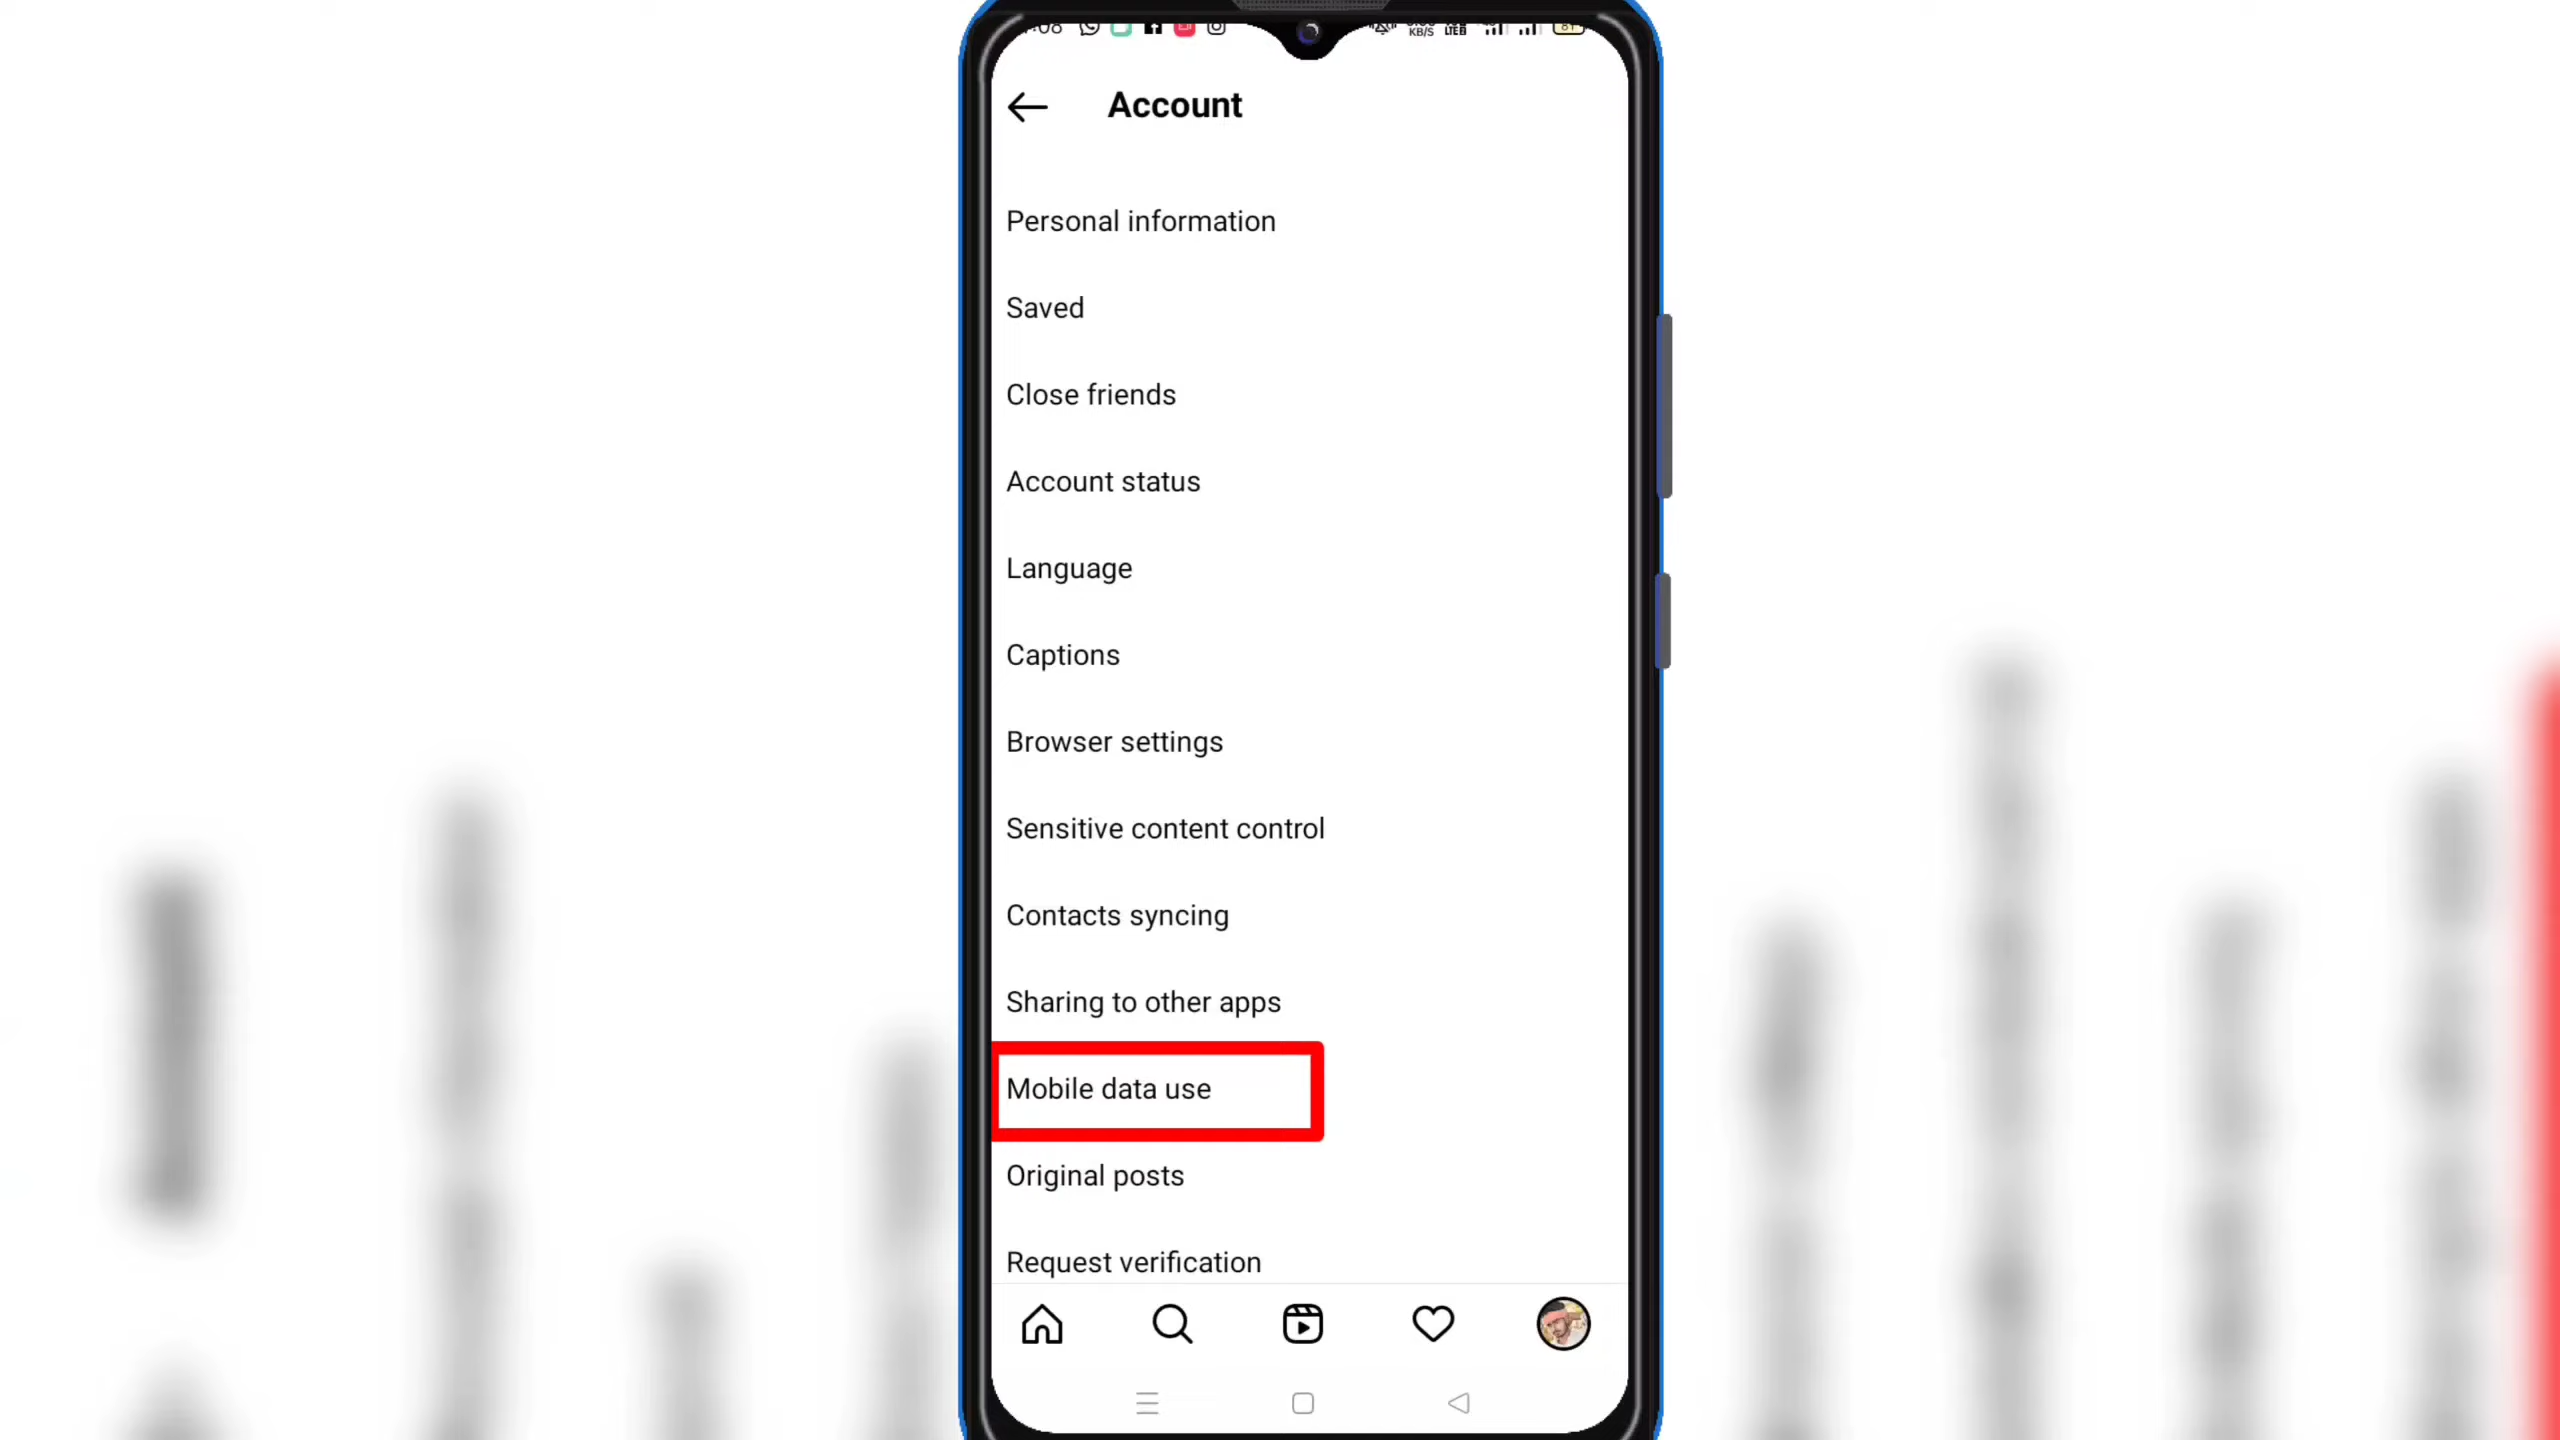 Account
Personal information
Saved
Close friends
Account status
Language
Captions
Browser settings
Sensitive content control
Contacts syncing
Sharing to other apps
Mobile data use
Original posts
Request verification